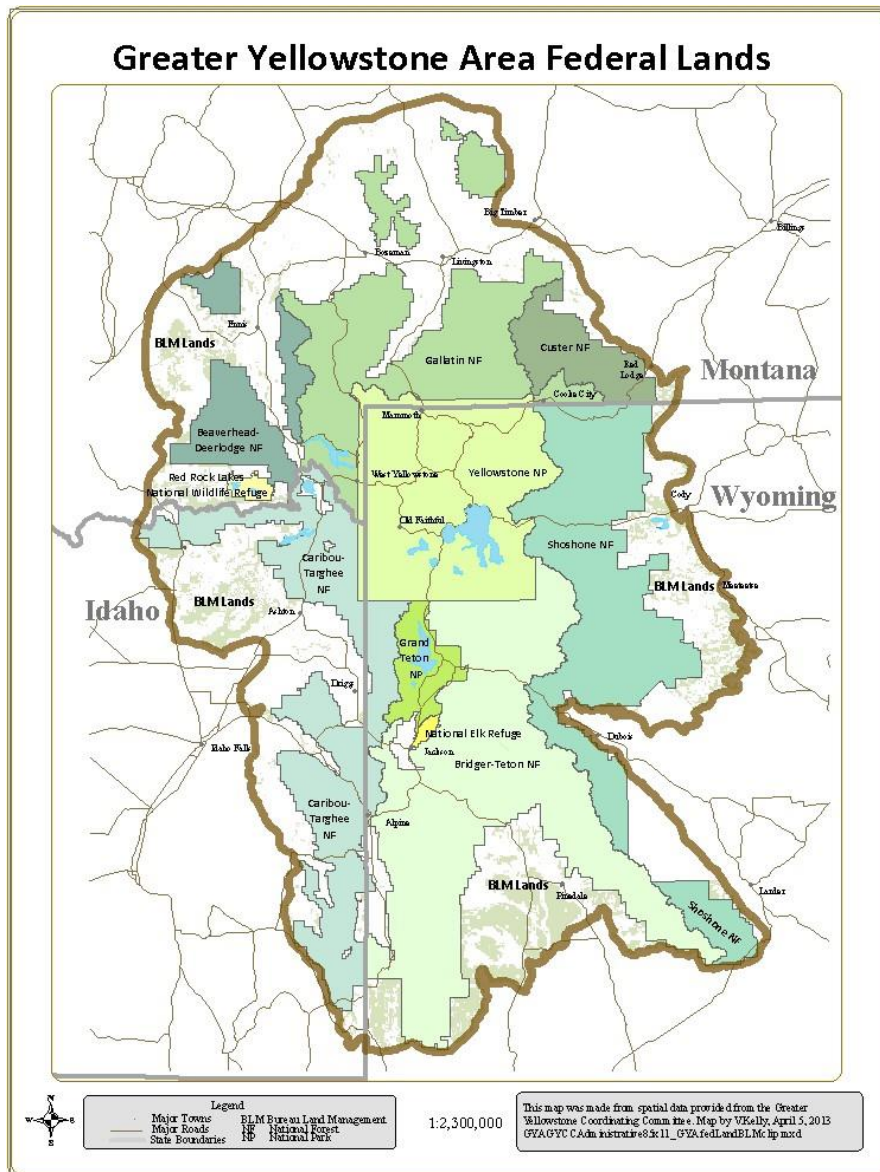 Greater Yellowstone Area Federal Lands
Big Timber
Billings
Bozeman
Livingston
Ennis
BLM Lands
Gallatin NF
Custer NF
Red
Lodge
Montana
Cooke City
Mammoth
Beaverhead-
Deerlodge NF
West Yellowstone
Yellowstone NP
Red Rock Lakes
National Wildlife Refuge
Cody
Wyoming
Old Faithful
Shoshone NF
Caribou-
Targhee
NF
BLM Lands
BLM Lands
Meeteetse
Idaho
Ashton
Grand
Teton
NP
Driggs
National Elk Refuge
Dubois
Idaho Falls
Jackson
Bridger-Teton NF
Caribou-
Targhee
NF
Alpine
BLM Lands
Pinedale
Lander
Shoshone NF
N
W
S
Legend
Major Towns
Major Roads
State Boundaries
BLM Bureau Land Management
NF National Forest
NP National Park
1:2,300,000
This map was made from spatial data provided from the Greater
Yellowstone Coordinating Committee. Map by V.Kelly, April 5, 2013